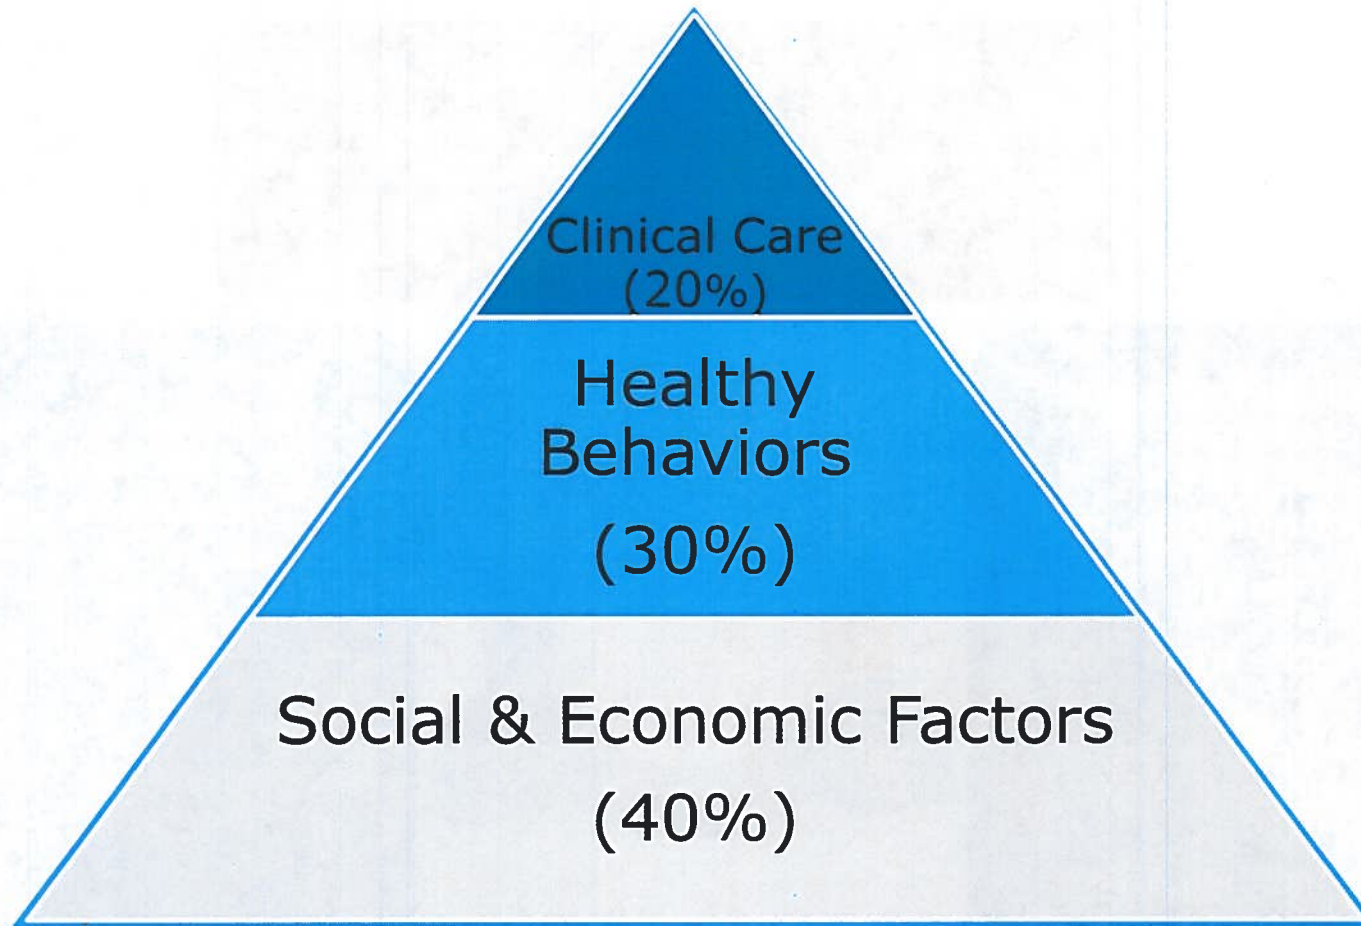 Clinical Care
(20%)
Healthy
Behaviors
(30%)
Social & Economic Factors
(40%)